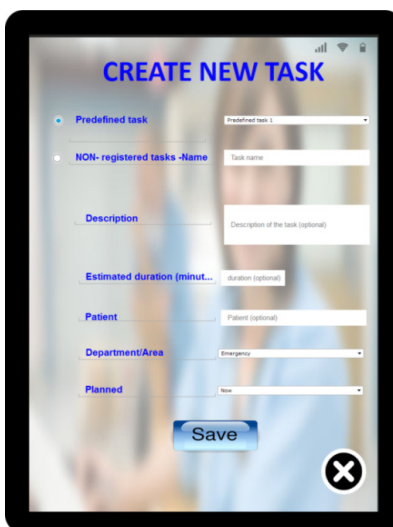 CREATE NEW TASK
Predefined task
Predefined task 1
NON- registered tasks -Name
Task name
Description
Description of the task (optional)
Estimated duration (minut...
duration (optional)
Patient
Patient (optional)
Department/Area
Emergency
Planned
Now
Save